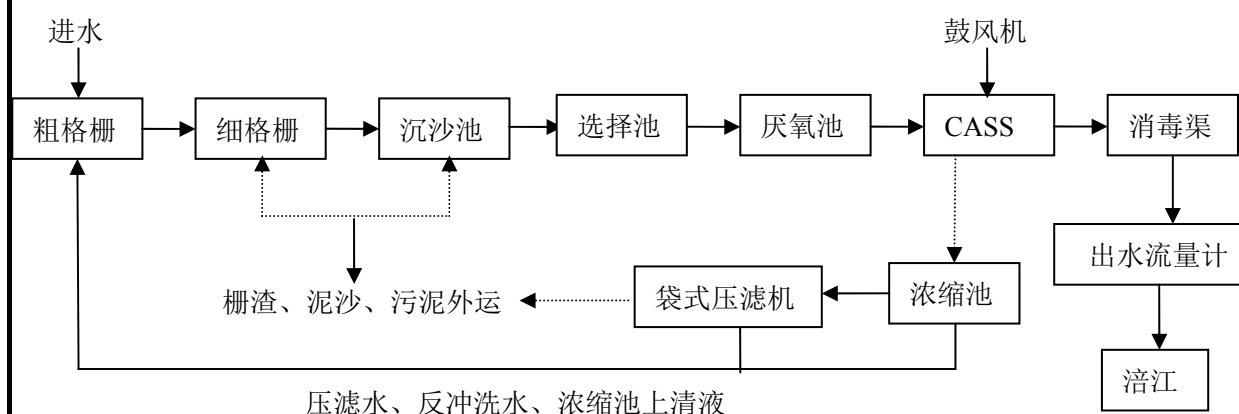 进水
鼓风机
粗格栅
细格栅
沉沙池
选择池
厌氧池
CASS
消毒渠
出水流量计
栅渣、泥沙、污泥外运
袋式压滤机
浓缩池
涪江
压滤水、反冲洗水、浓缩池上清液